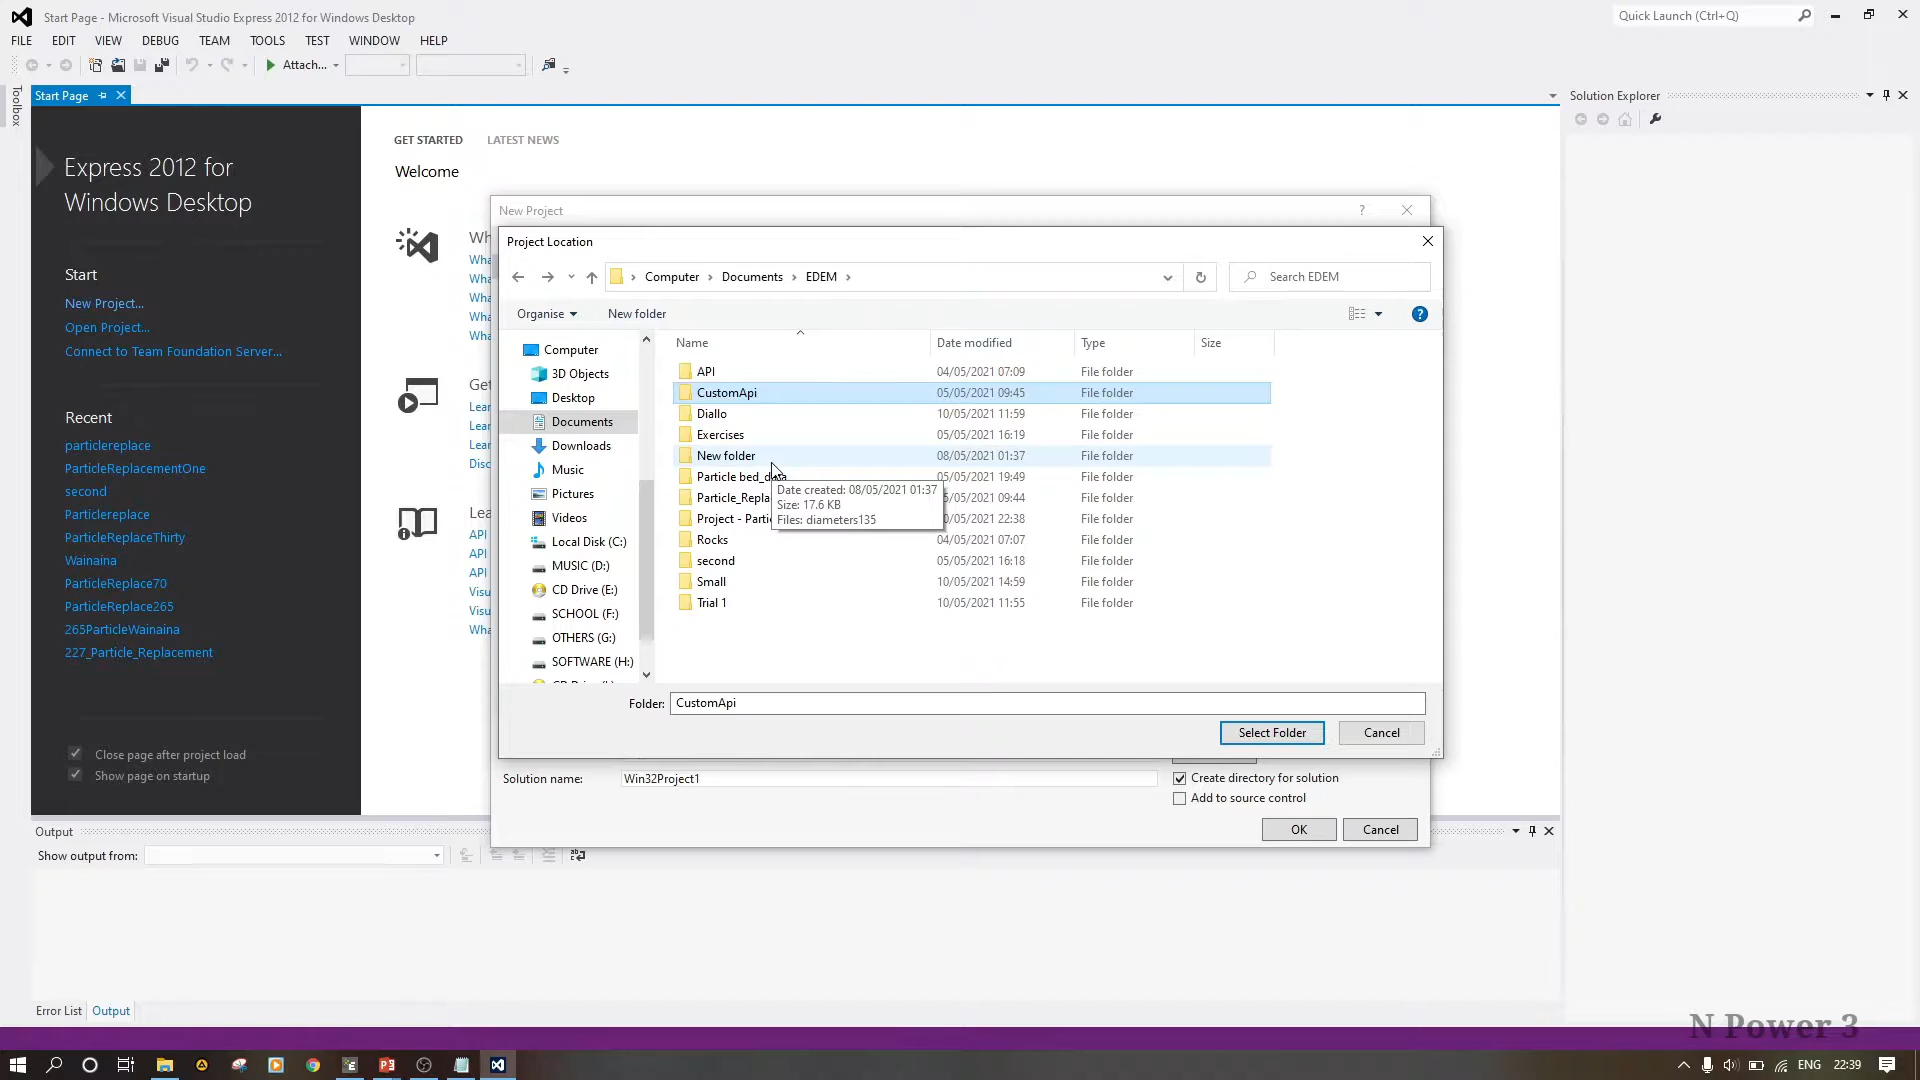 Start Page - Microsoft Visual Studio Express 2012 for Windows Desktop
Quick Launch (Ctrl+Q)
FILE EDIT VIEW DEBUG TEAM TOOLS TEST WINDOW HELP
Attach...
Toolbox
Start Page
Solution Explorer
Express 2012 for
Windows Desktop
Start
New Project...
Open Project...
Connect to Team Foundation Server...
Recent
particlereplace
ParticleReplacementOne
second
Particlereplace
ParticleReplaceThirty
Wainaina
ParticleReplace70
ParticleReplace265
265ParticleWainaina
227_Particle_Replacement
Close page after project load
Show page on startup
GET STARTED LATEST NEWS
Welcome
New Project
?
Project Location
Computer Documents EDEM
Search EDEM
Organise New folder
?
Computer
3D Objects
Desktop
Documents
Downloads
Music
Pictures
Videos
Local Disk (C:)
MUSIC (D:)
CD Drive (E:)
SCHOOL (F:)
OTHERS (G:)
SOFTWARE (H:)
Name Date modified Type Size
API 04/05/2021 07:09 File folder
CustomApi 05/05/2021 09:45 File folder
Diallo 10/05/2021 11:59 File folder
Exercises 05/05/2021 16:19 File folder
New folder 08/05/2021 01:37 File folder
Particle bed_data 05/05/2021 19:49 File folder
Particle_Repla 5/05/2021 09:44 File folder
Project - Parti 0/05/2021 22:38 File folder
Rocks 04/05/2021 07:07 File folder
second 05/05/2021 16:18 File folder
Small 10/05/2021 14:59 File folder
Trial 1 10/05/2021 11:55 File folder
Date created: 08/05/2021 01:37
Size: 17.6 KB
Files: diameters135
Folder: CustomApi
Select Folder Cancel
Solution name: Win32Project1
Create directory for solution
Add to source control
OK Cancel
Output
Show output from:
Error List Output
N Power 3
ENG 22:39